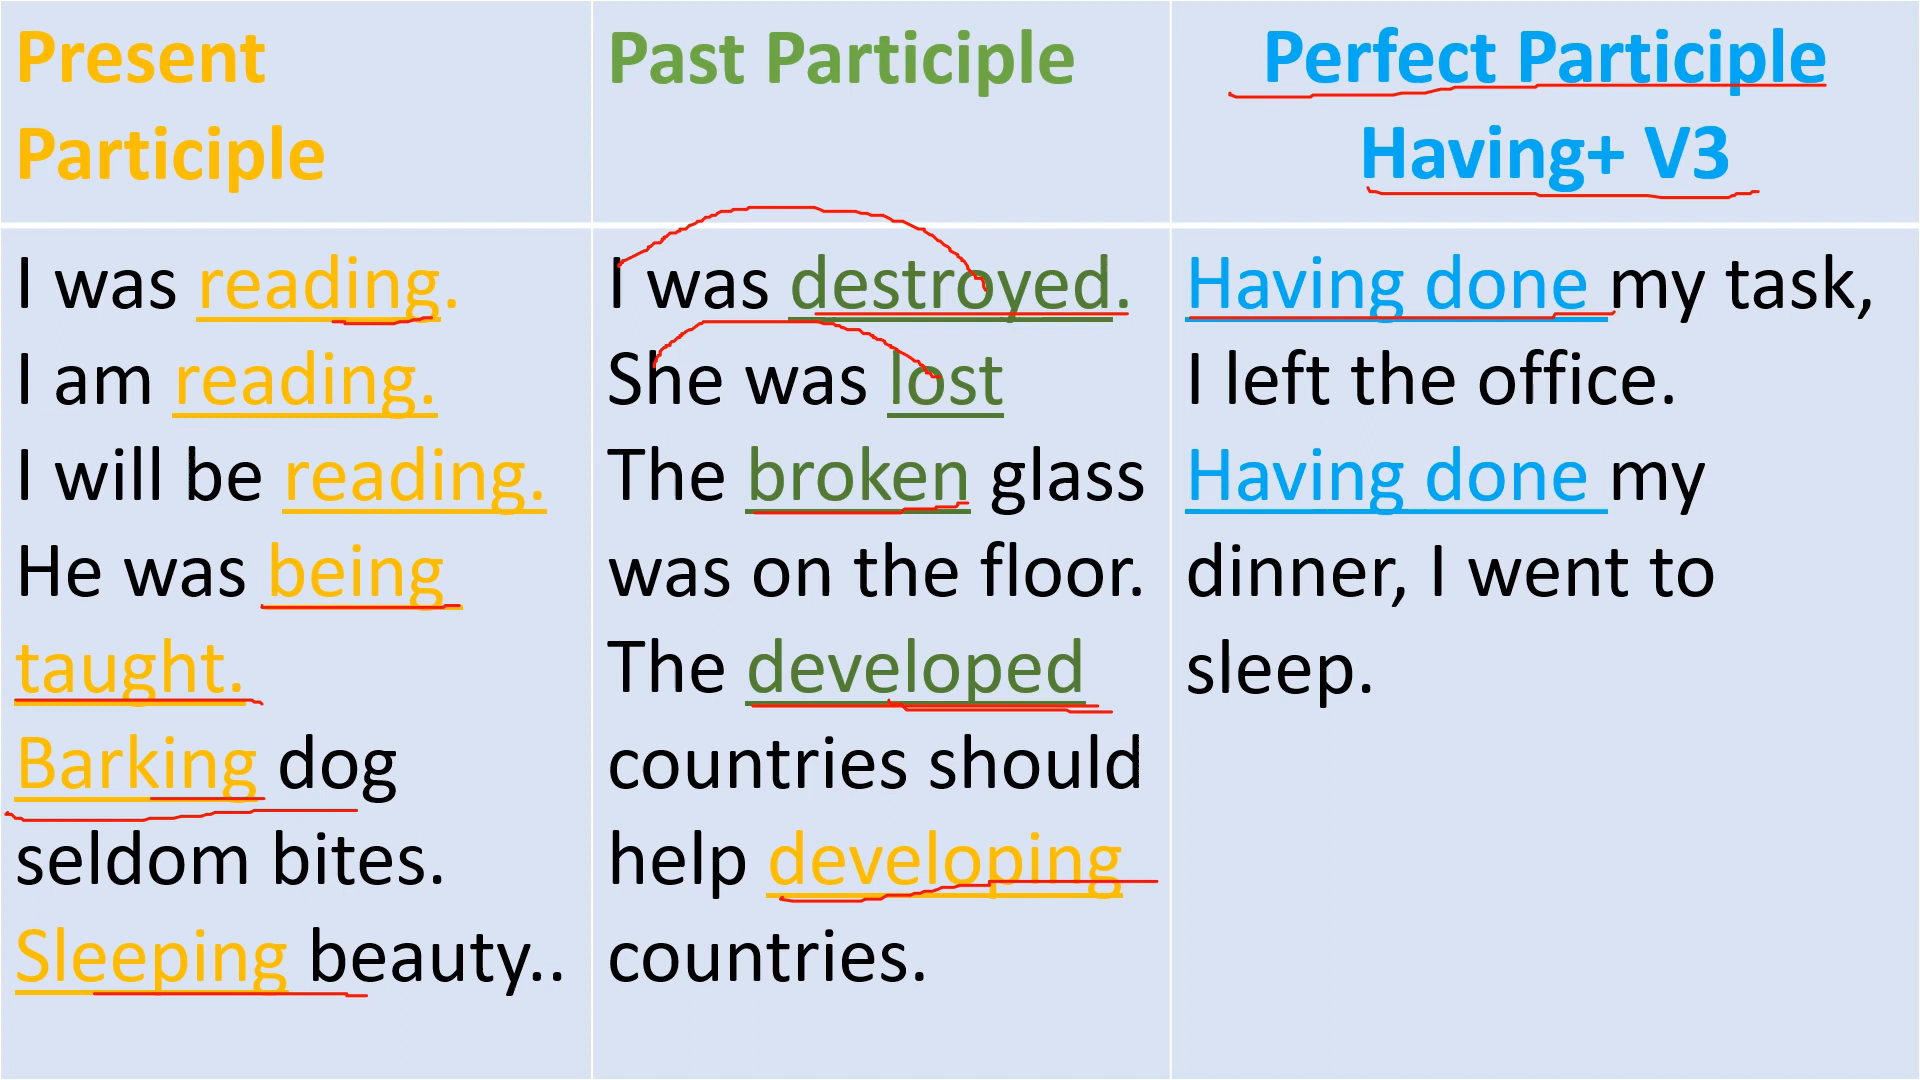 Present
Participle
I was reading.
I am reading.
I will be reading.
He was being
taught.
Barking dog
seldom bites.
Sleeping beauty..
Past Participle
I was destroyed.
She was lost
The broken glass
was on the floor.
The developed
countries should
help developing
countries.
Perfect Participle
Having+ V3
Having done my task,
I left the office.
Having done my
dinner, I went to
sleep.